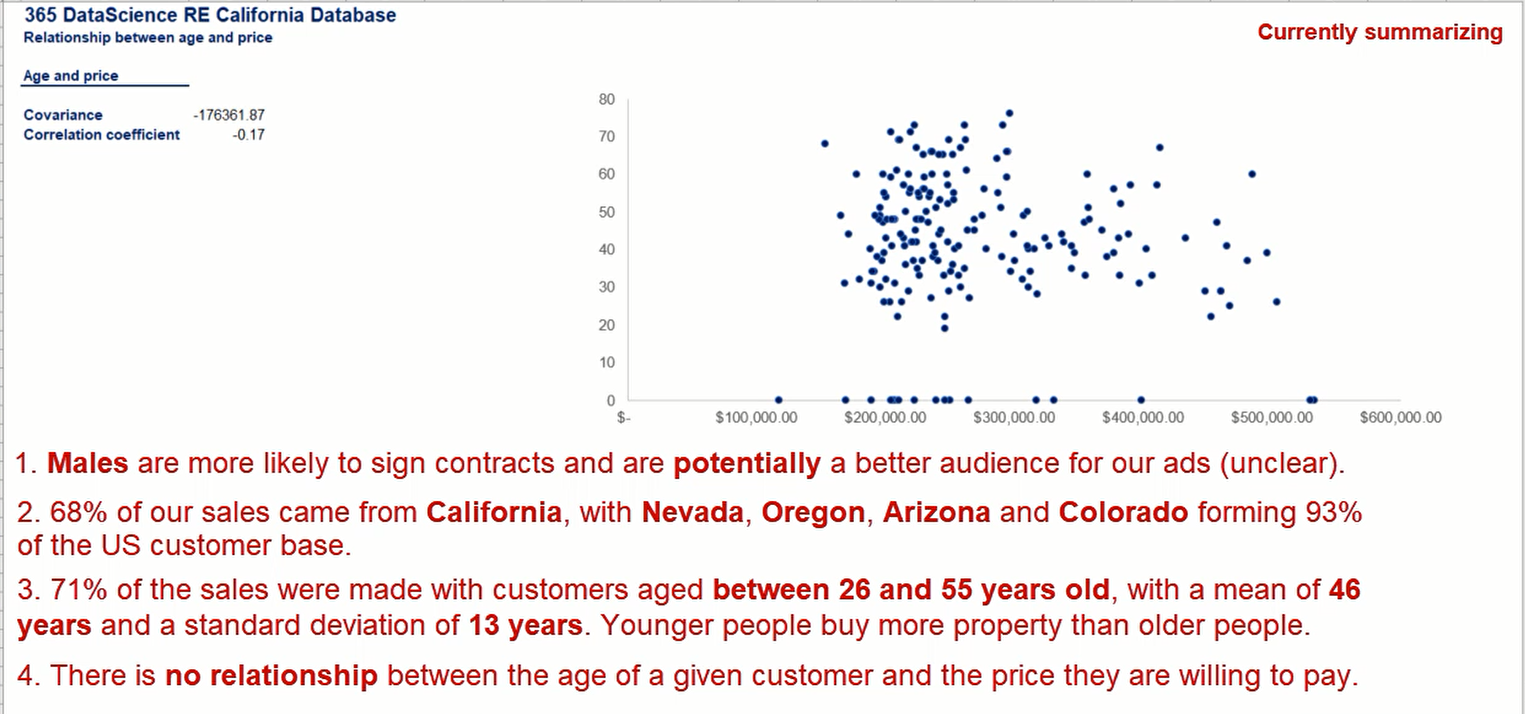 365 DataScience RE California Database
Relationship between age and price
Currently summarizing
Age and price
Covariance -176361.87
Correlation coefficient -0.17
80
70
60
50
40
30
20
10
0
$- $100,000.00 $200,000.00 $300,000.00 $400,000.00 $500,000.00 $600,000.00
1. Males are more likely to sign contracts and are potentially a better audience for our ads (unclear).
2. 68% of our sales came from California, with Nevada, Oregon, Arizona and Colorado forming 93%
of the US customer base.
3. 71% of the sales were made with customers aged between 26 and 55 years old, with a mean of 46
years and a standard deviation of 13 years. Younger people buy more property than older people.
4. There is no relationship between the age of a given customer and the price they are willing to pay.